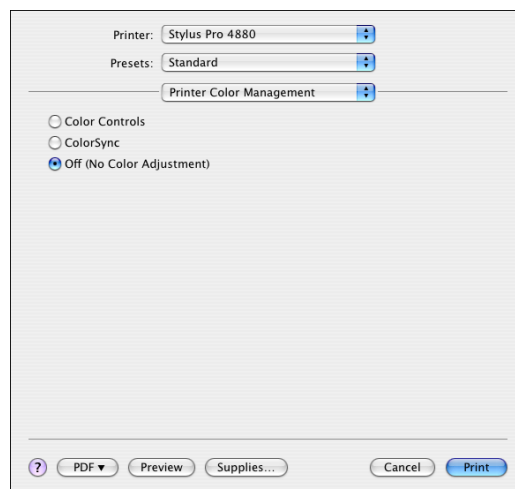 Printer: Stylus Pro 4880
Presets: Standard
Printer Color Management
Color Controls
ColorSync
Off (No Color Adjustment)
? PDF▼ Preview Supplies... Cancel Print